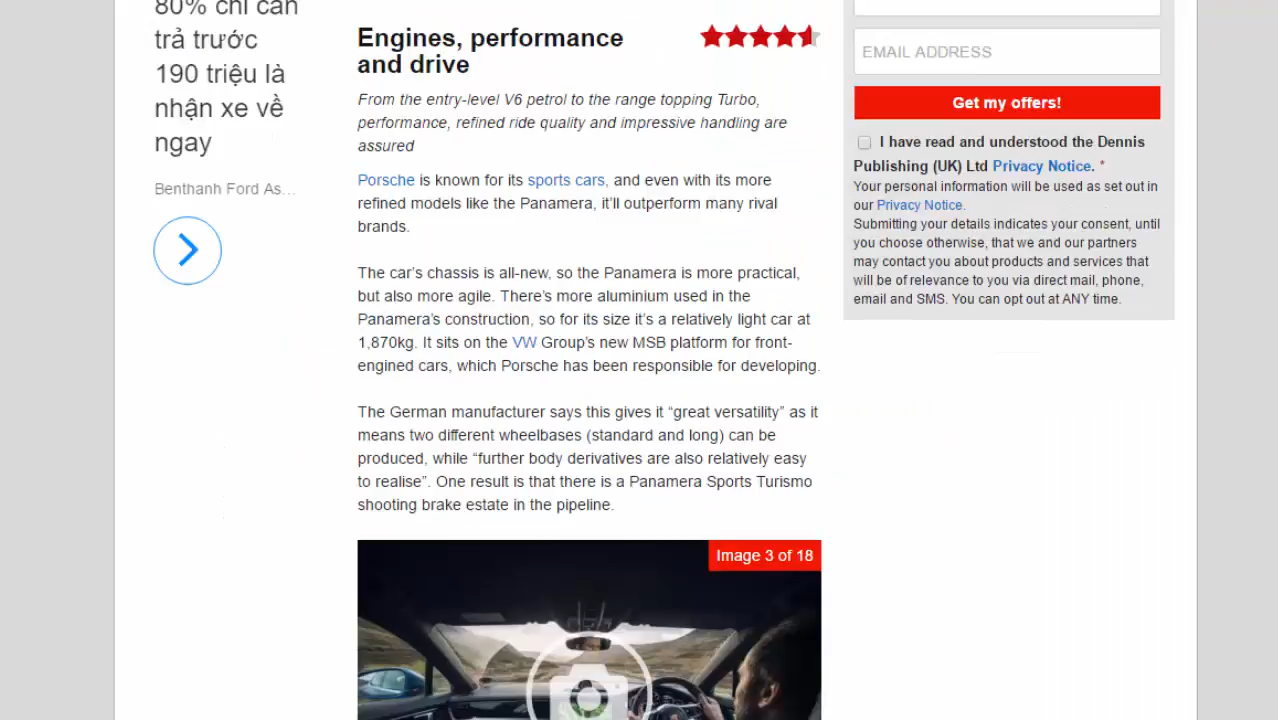 80% chỉ cần
trả trước
190 triệu là
nhận xe về
ngay
Benthanh Ford As…
Engines, performance
and drive
From the entry-level V6 petrol to the range topping Turbo,
performance, refined ride quality and impressive handling are
assured
Porsche is known for its sports cars, and even with its more
refined models like the Panamera, it’ll outperform many rival
brands.
The car’s chassis is all-new, so the Panamera is more practical,
but also more agile. There’s more aluminium used in the
Panamera’s construction, so for its size it’s a relatively light car at
1,870kg. It sits on the VW Group’s new MSB platform for front-
engined cars, which Porsche has been responsible for developing.
The German manufacturer says this gives it “great versatility” as it
means two different wheelbases (standard and long) can be
produced, while “further body derivatives are also relatively easy
to realise”. One result is that there is a Panamera Sports Turismo
shooting brake estate in the pipeline.
Image 3 of 18
EMAIL ADDRESS
Get my offers!
I have read and understood the Dennis
Publishing (UK) Ltd Privacy Notice. *
Your personal information will be used as set out in
our Privacy Notice.
Submitting your details indicates your consent, until
you choose otherwise, that we and our partners
may contact you about products and services that
will be of relevance to you via direct mail, phone,
email and SMS. You can opt out at ANY time.